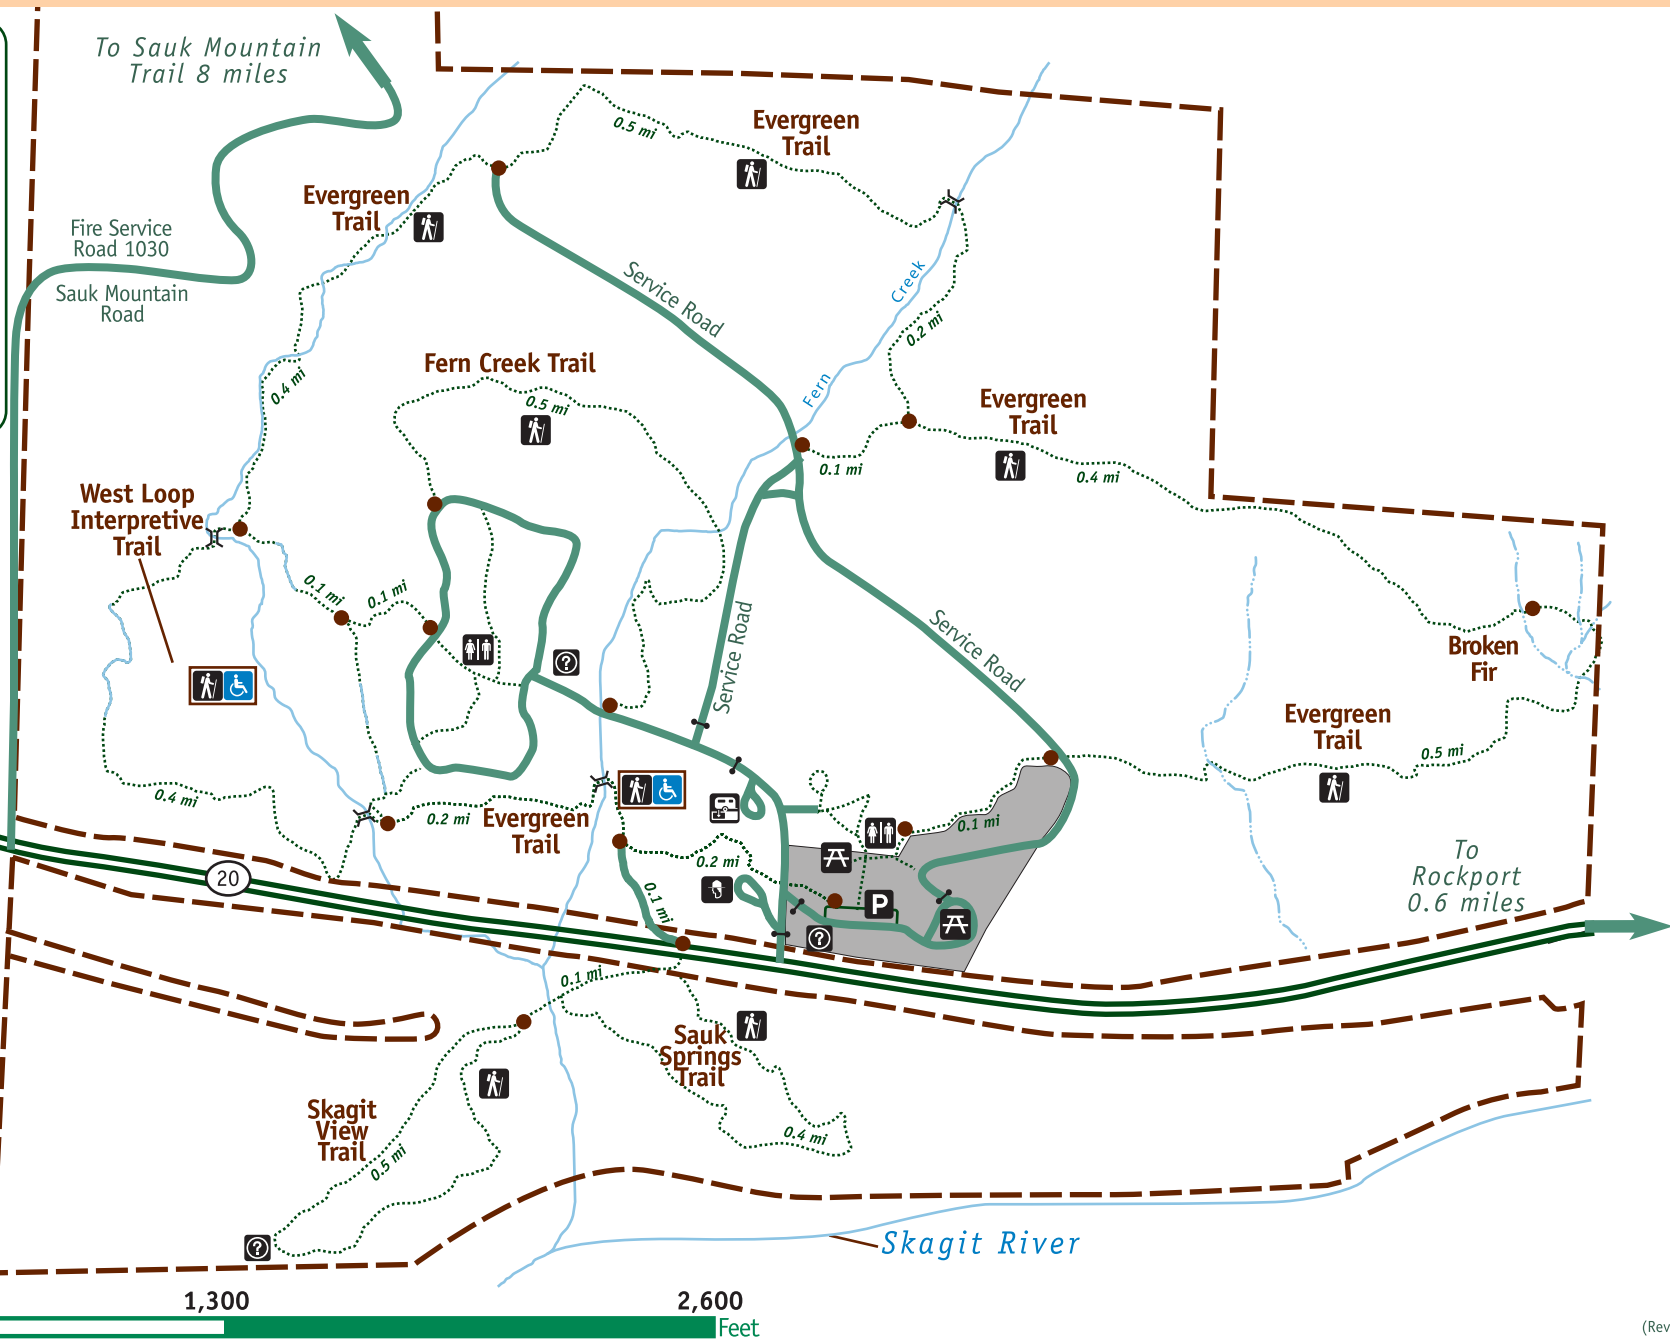 To Sauk Mountain
Trail 8 miles
Evergreen
Trail
0.5 mi
Evergreen
Trail
Fire Service
Road 1030
Sauk Mountain
Road
Service Road
Creek
Fern
0.2 mi
0.4 mi
Fern Creek Trail
0.5 mi
Evergreen
Trail
0.1 mi
0.4 mi
West Loop
Interpretive
Trail
0.1 mi
0.1 mi
?
Service Road
Service Road
Broken
Fir
Evergreen
Trail
0.5 mi
0.4 mi
0.2 mi
Evergreen
Trail
0.1 mi
0.2 mi
20
0.1 mi
P
?
To
Rockport
0.6 miles
0.1 mi
Sauk
Springs
Trail
0.4 mi
Skagit
View
Trail
0.5 mi
?
Skagit River
1,300
2,600
Feet
(Rev